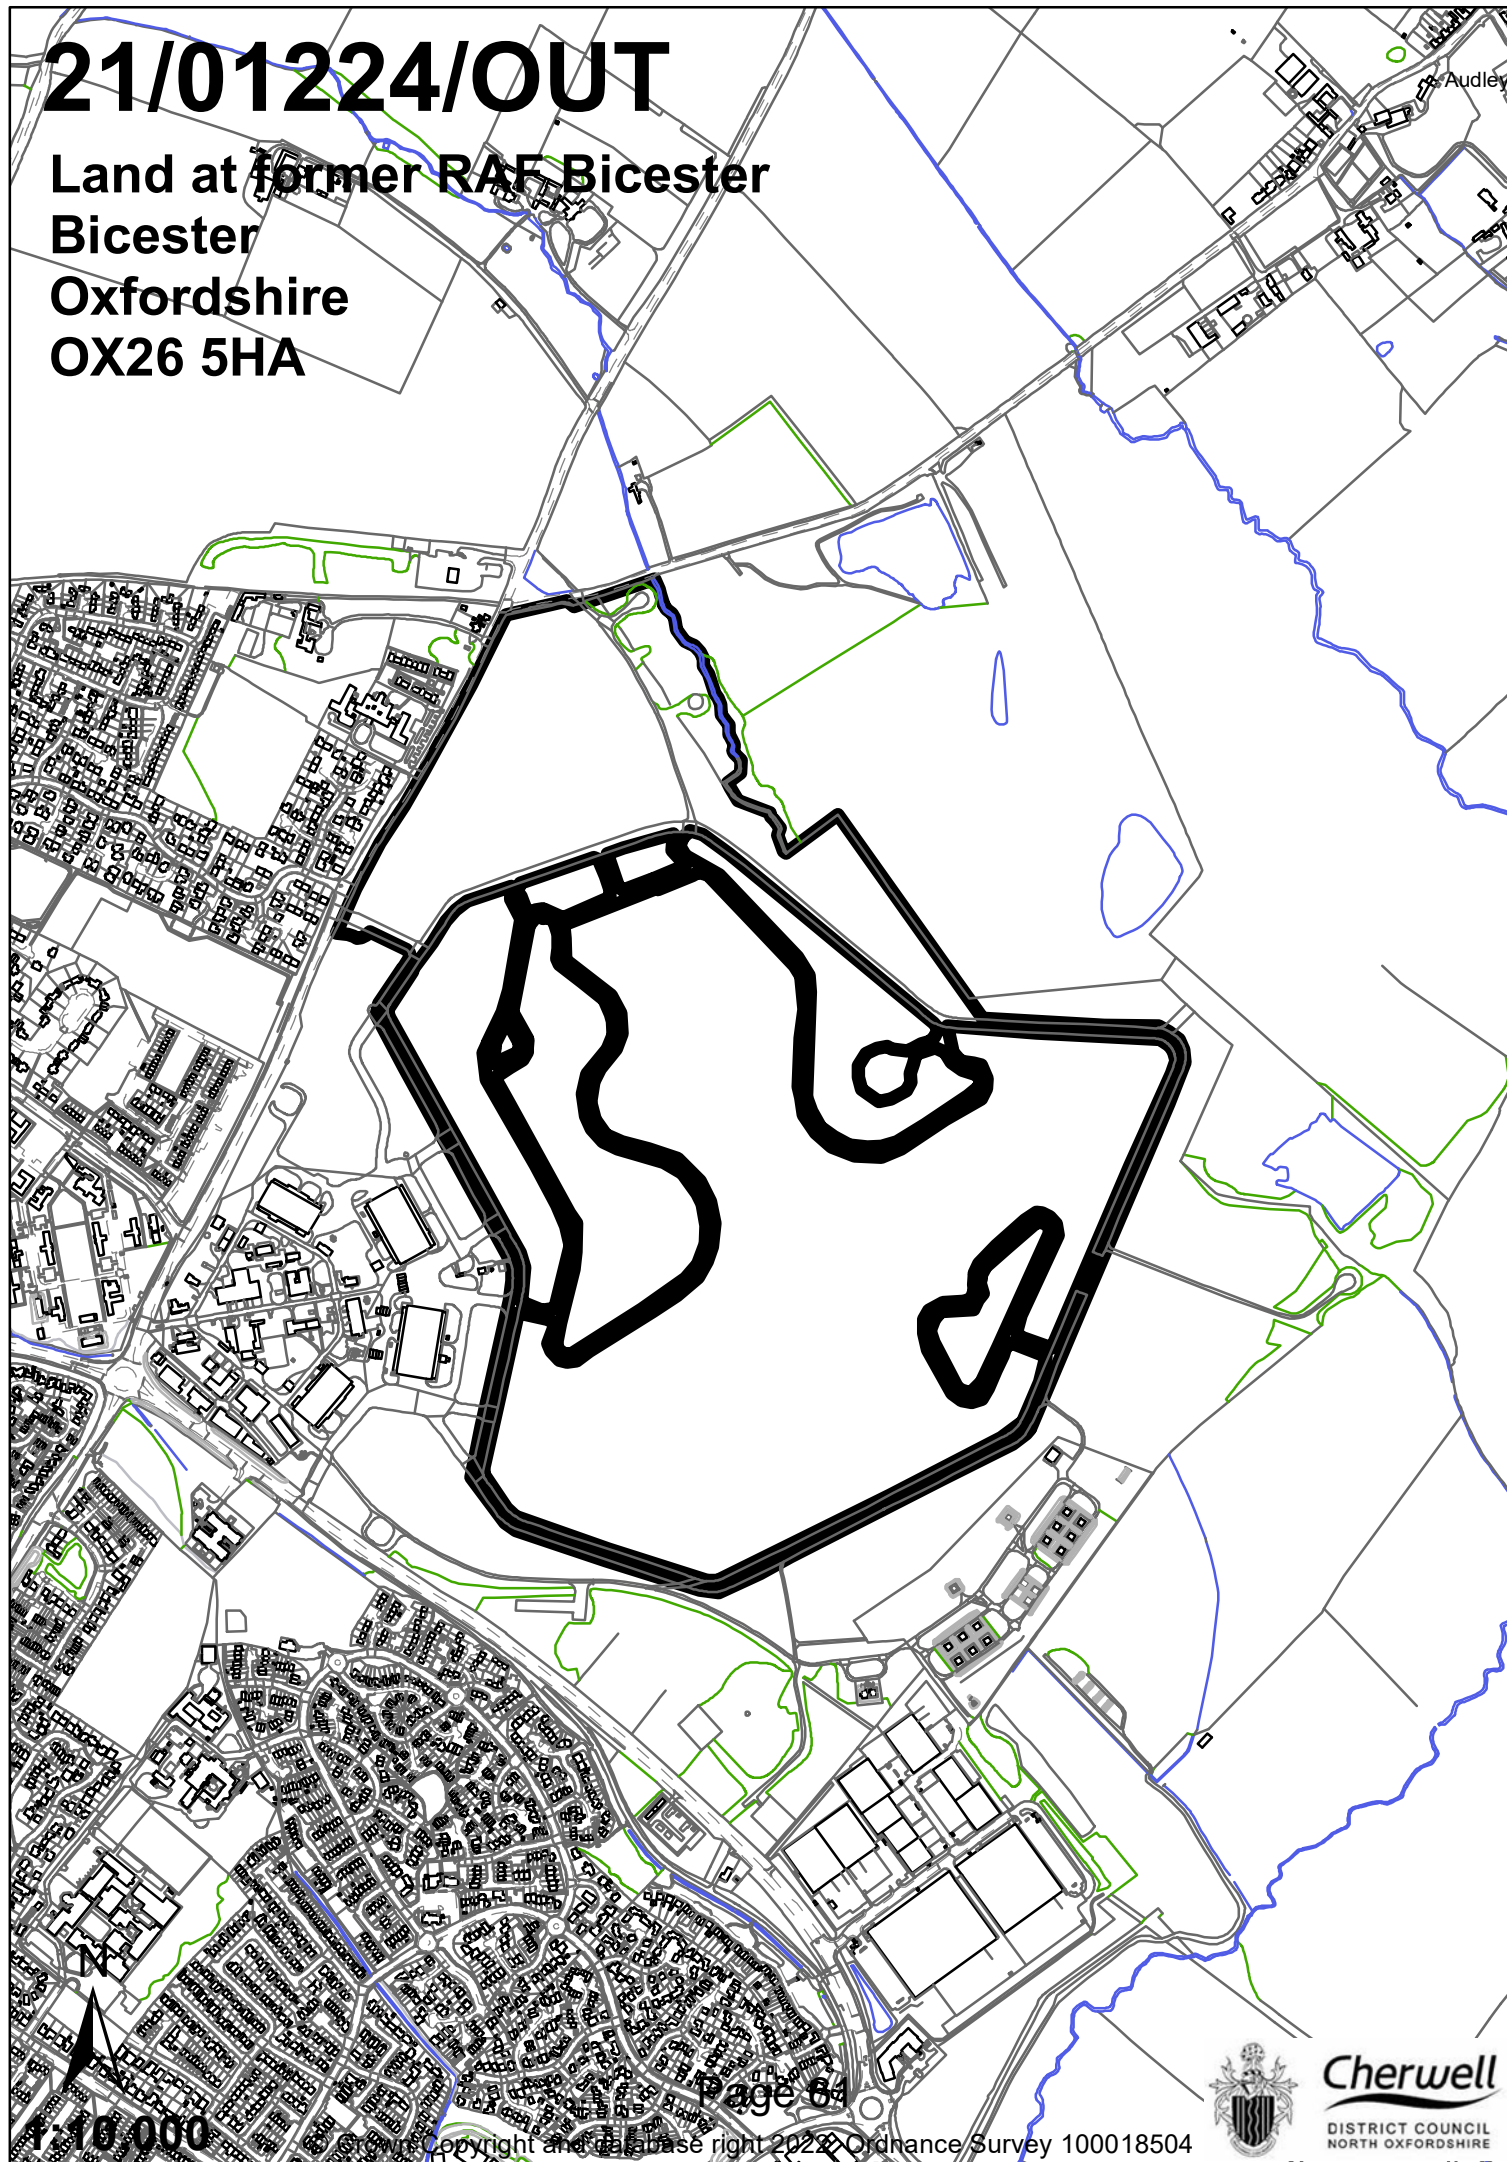 21/01224/OUT
Land at former RAF Bicester
Bicester
Oxfordshire
OX26 5HA
Audley
N
1:10 000
Page 61
© Crown Copyright and database right 2022. Ordnance Survey 100018504
Cherwell
DISTRICT COUNCIL
NORTH OXFORDSHIRE